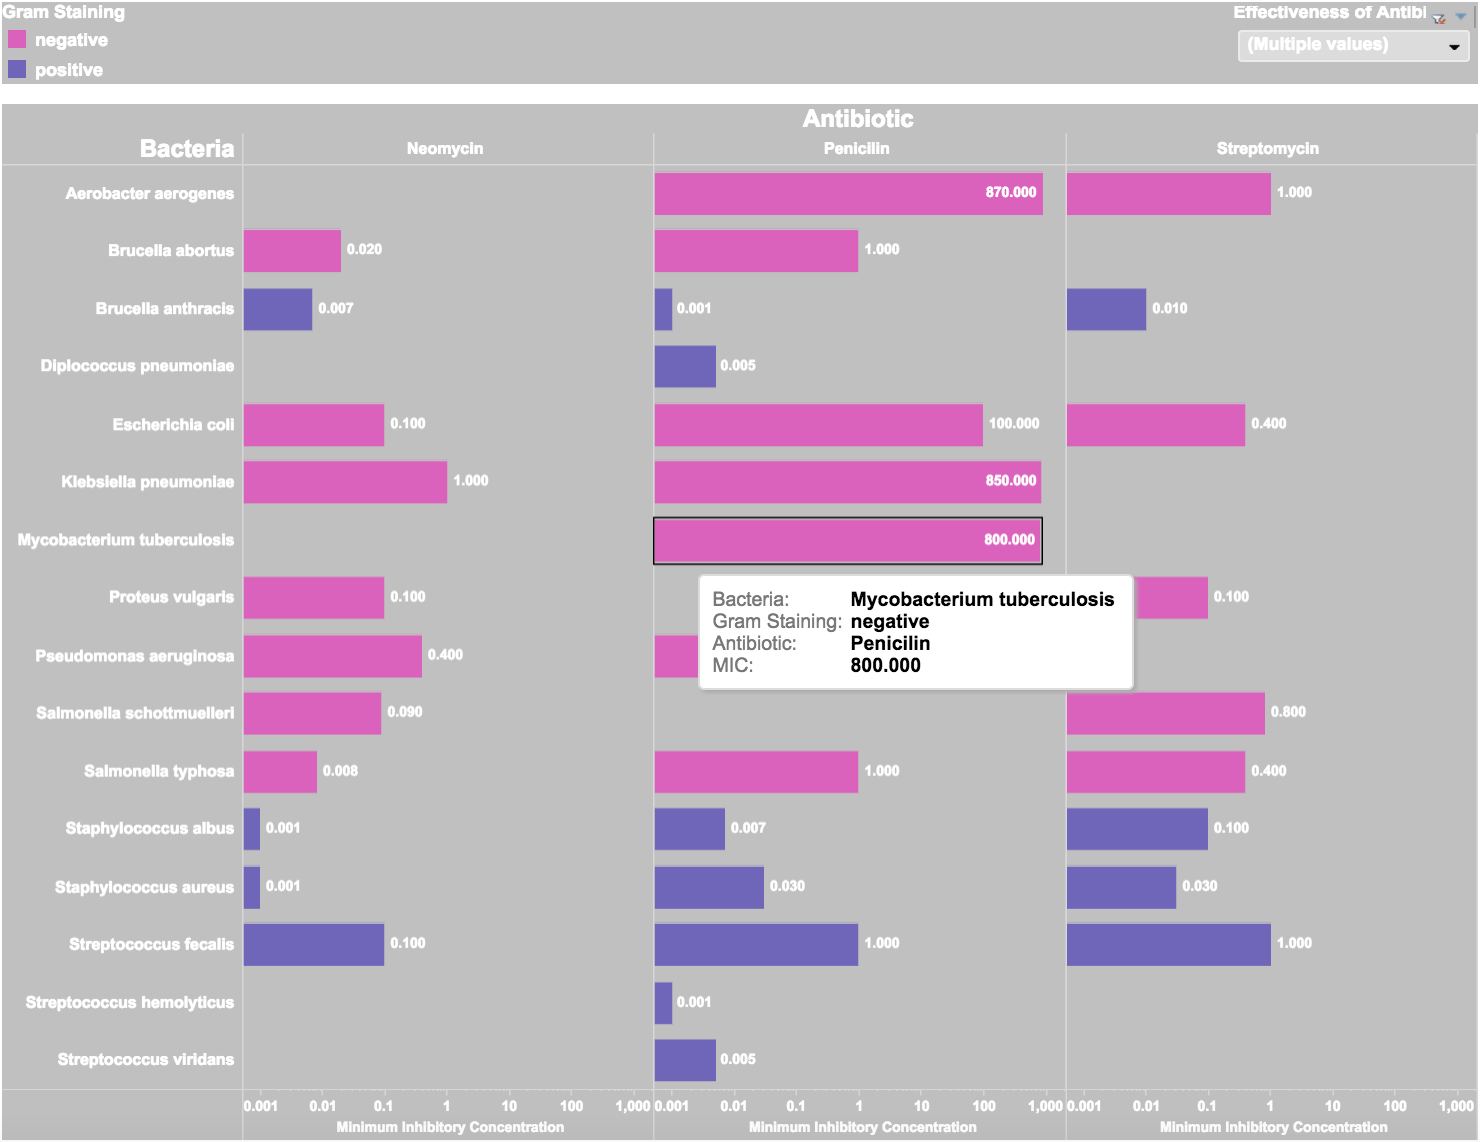 Gram Staining
negative
positive
Effectiveness of Antibi
(Multiple values)
Antibiotic
Bacteria Neomycin Penicilin Streptomycin
Aerobacter aerogenes 870.000 1.000
Brucella abortus 0.020 1.000
Brucella anthracis 0.007 0.001 0.010
Diplococcus pneumoniae 0.005
Escherichia coli 0.100 100.000 0.400
Klebsiella pneumoniae 1.000 850.000
Mycobacterium tuberculosis 800.000
Proteus vulgaris 0.100 0.100
Pseudomonas aeruginosa 0.400
Bacteria: Mycobacterium tuberculosis
Gram Staining: negative
Antibiotic: Penicilin
MIC: 800.000
Salmonella schottmuelleri 0.090 0.800
Salmonella typhosa 0.008 1.000 0.400
Staphylococcus albus 0.001 0.007 0.100
Staphylococcus aureus 0.001 0.030 0.030
Streptococcus fecalis 0.100 1.000 1.000
Streptococcus hemolyticus 0.001
Streptococcus viridans 0.005
0.001 0.01 0.1 1 10 100 1,000 0.001 0.01 0.1 1 10 100 1,000 0.001 0.01 0.1 1 10 100 1,000
Minimum Inhibitory Concentration Minimum Inhibitory Concentration Minimum Inhibitory Concentration